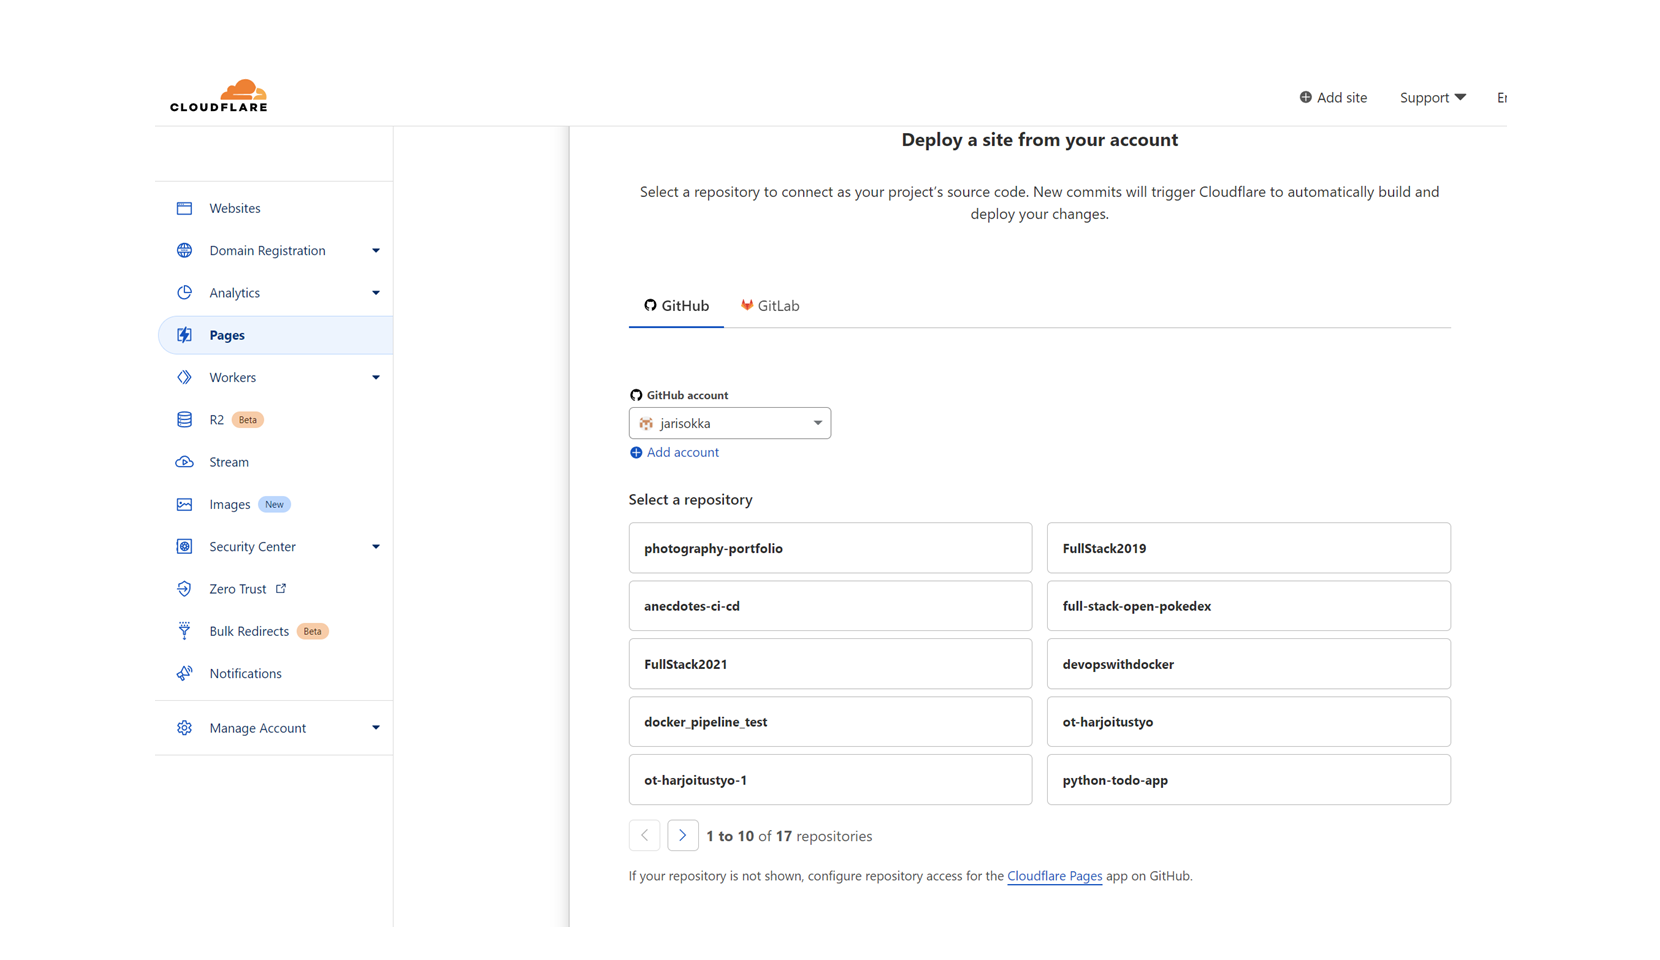 CLOUDFLARE
Add site
Support
Deploy a site from your account
Select a repository to connect as your project's source code. New commits will trigger Cloudflare to automatically build and
deploy your changes.
Websites
Domain Registration
Analytics
Pages
Workers
R2 Beta
Stream
Images New
Security Center
Zero Trust
Bulk Redirects Beta
Notifications
Manage Account
GitHub
GitLab
GitHub account
jarisokka
Add account
Select a repository
photography-portfolio
FullStack2019
anecdotes-ci-cd
full-stack-open-pokedex
FullStack2021
devopswithdocker
docker_pipeline_test
ot-harjoitustyo
ot-harjoitustyo-1
python-todo-app
1 to 10 of 17 repositories
If your repository is not shown, configure repository access for the Cloudflare Pages app on GitHub.